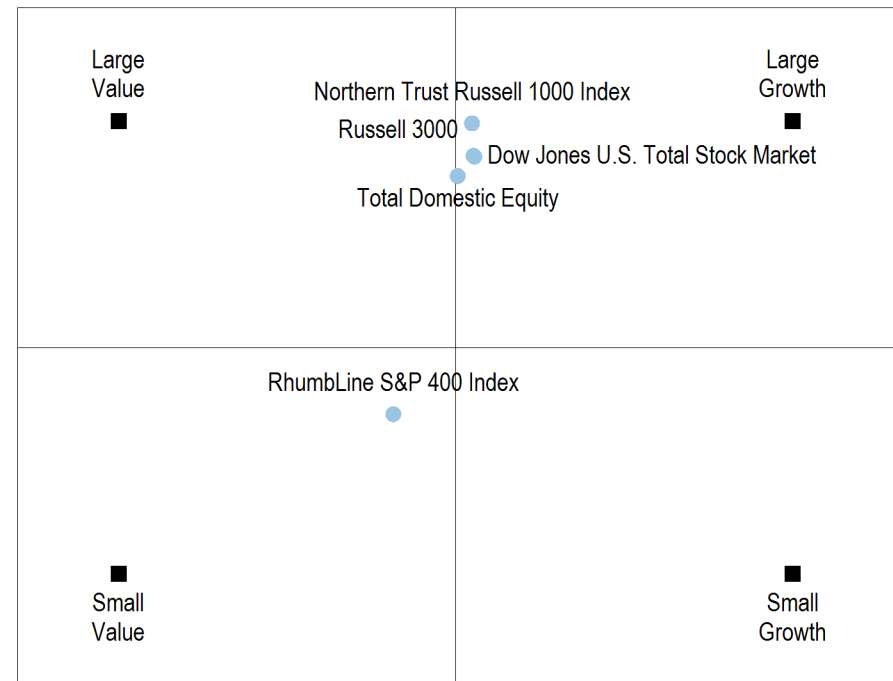 Large
Value
Large
Growth
Northern Trust Russell 1000 Index
Russell 3000
Dow Jones U.S. Total Stock Market
Total Domestic Equity
RhumbLine S&P 400 Index
Small
Value
Small
Growth